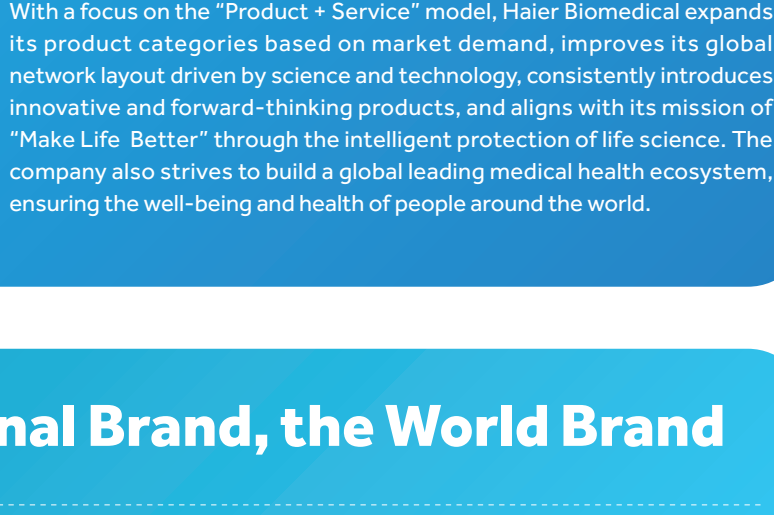 With a focus on the “Product + Service” model, Haier Biomedical expands
its product categories based on market demand, improves its global
network layout driven by science and technology, consistently introduces
innovative and forward-thinking products, and aligns with its mission of
“Make Life  Better” through the intelligent protection of life science. The
company also strives to build a global leading medical health ecosystem,
ensuring the well-being and health of people around the world.
nal Brand, the World Brand